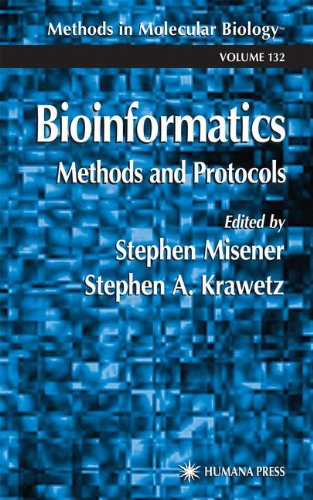 Methods in Molecular Biology™
VOLUME 132
Bioinformatics
Methods and Protocols
Edited by
Stephen Misener
Stephen A. Krawetz
HUMANA PRESS